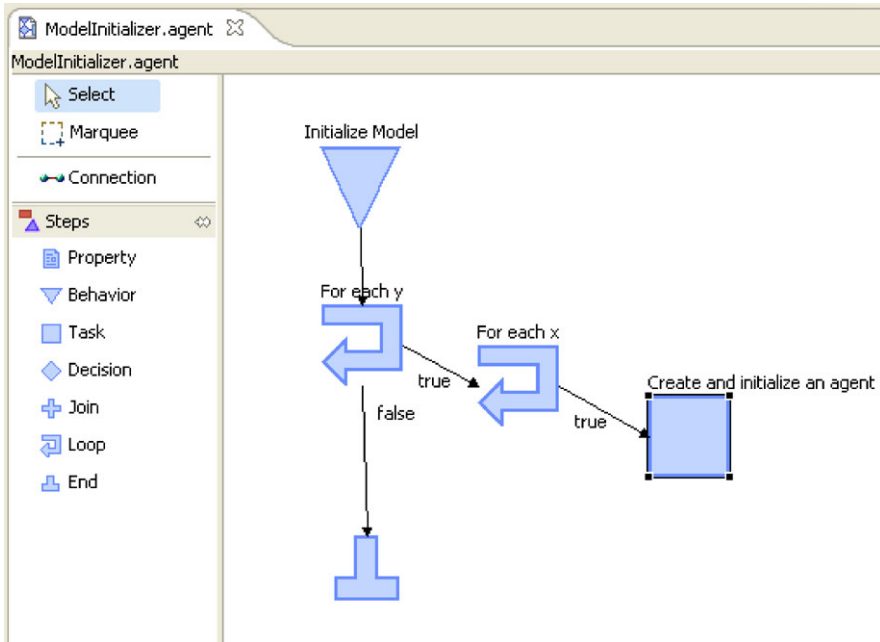 ModelInitializer.agent
ModelInitializer.agent
Select
Marquee
Connection
Steps
Property
Behavior
Task
Decision
Join
Loop
End
Initialize Model
For each y
true
false
For each x
true
Create and initialize an agent